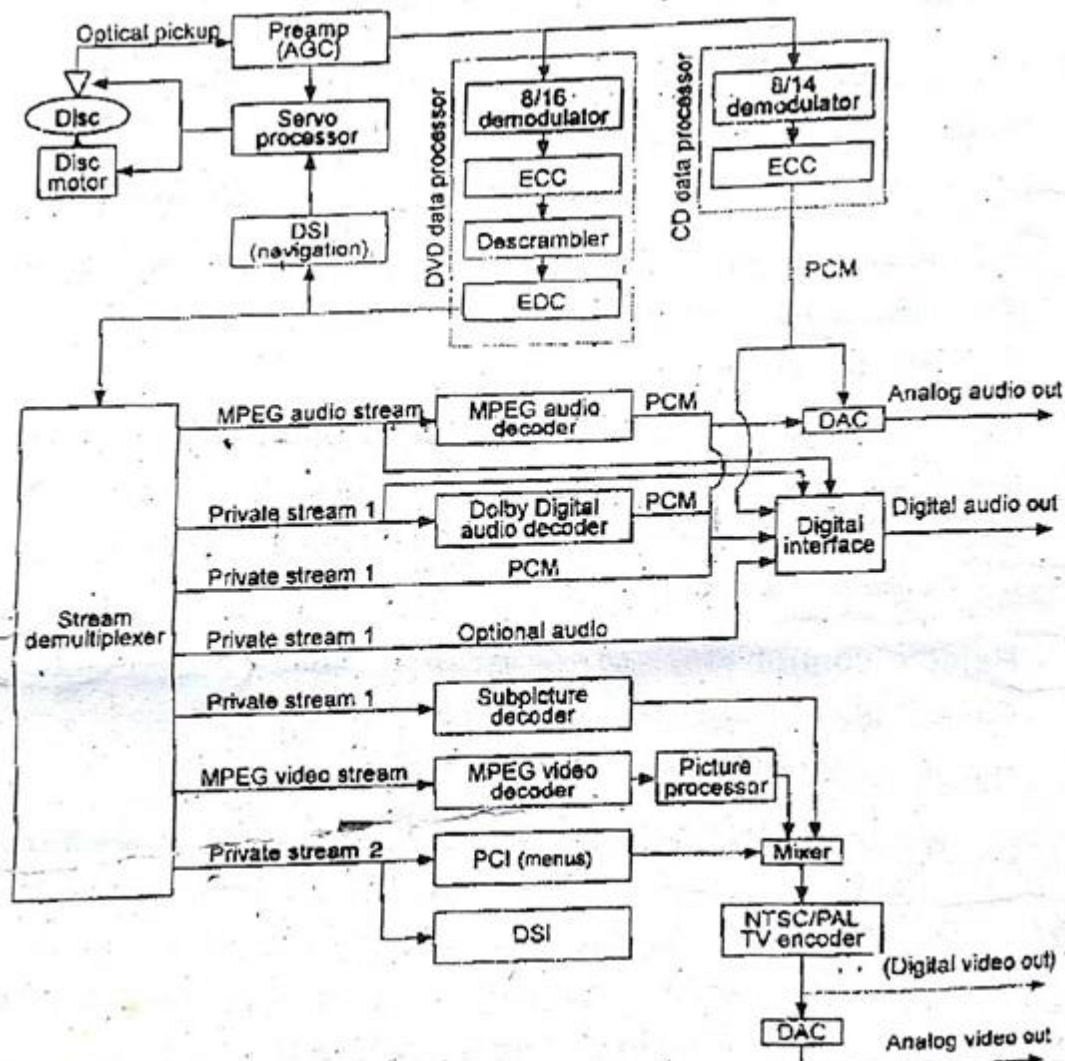 Optical pickup
Preamp
(AGC)
Disc
Disc
motor
Servo
processor
DSI
(navigation)
DVD data processor
8/16
demodulator
ECC
Descrambler
EDC
CD data processor
8/14
demodulator
ECC
PCM
Stream
demultiplexer
MPEG audio stream
MPEG audio
decoder
PCM
DAC
Analog audio out
Private stream 1
Dolby Digital
audio decoder
PCM
Digital
interface
Digital audio out
Private stream 1
PCM
Private stream 1
Optional audio
Private stream 1
Subpicture
decoder
MPEG video stream
MPEG video
decoder
Picture
processor
Private stream 2
PCI (menus)
Mixer
DSI
NTSC/PAL
TV encoder
(Digital video out)
DAC
Analog video out